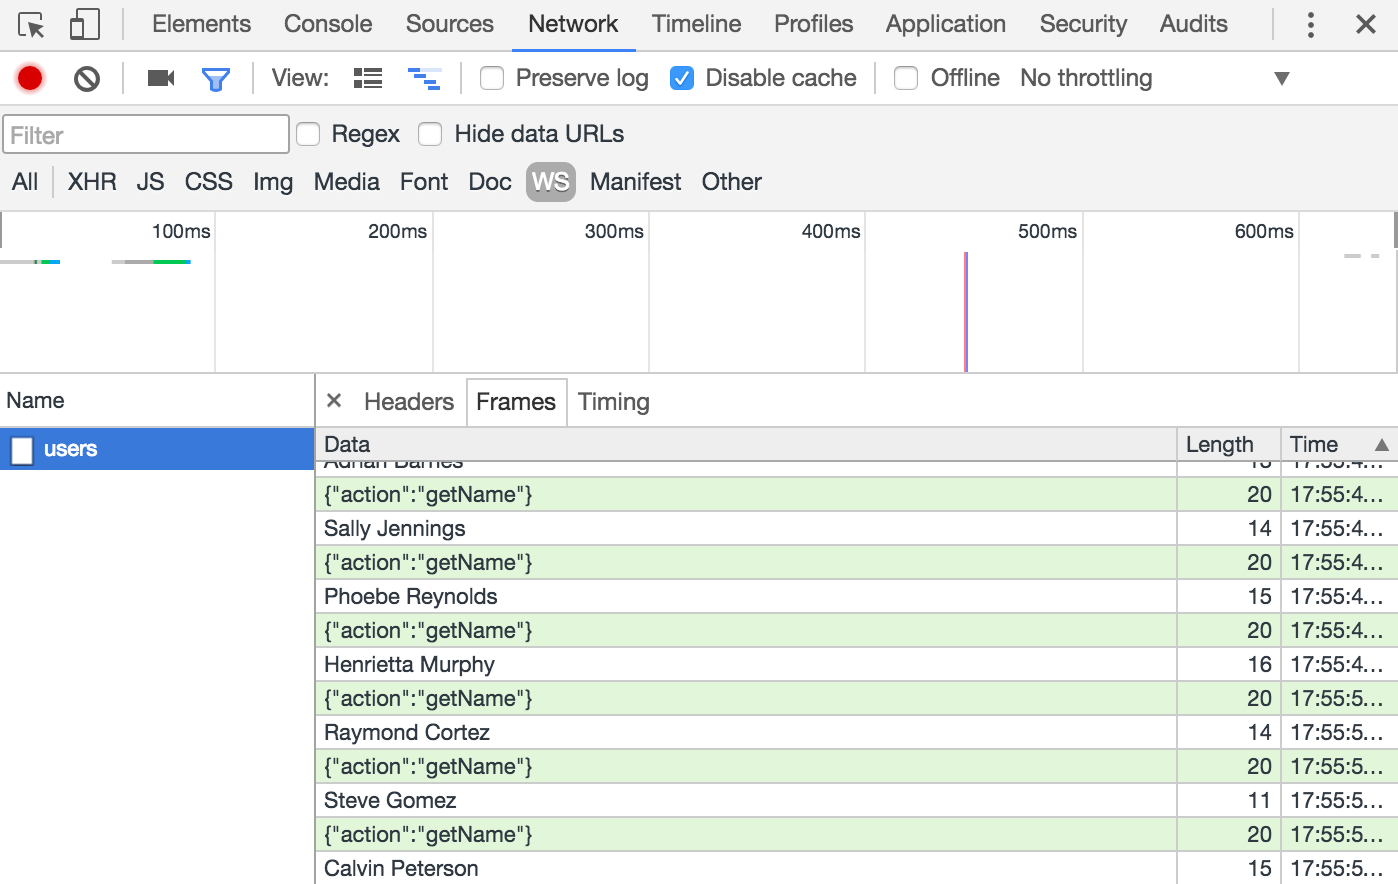 Elements Console Sources Network Timeline Profiles Application Security Audits
View: Preserve log Disable cache Offline No throttling
Filter Regex Hide data URLs
All XHR JS CSS Img Media Font Doc WS Manifest Other
100ms 200ms 300ms 400ms 500ms 600ms
Name Headers Frames Timing
users
Data Length Time
Adrian Barnes 13 17:55:4...
{"action":"getName"} 20 17:55:4...
Sally Jennings 14 17:55:4...
{"action":"getName"} 20 17:55:4...
Phoebe Reynolds 15 17:55:4...
{"action":"getName"} 20 17:55:4...
Henrietta Murphy 16 17:55:4...
{"action":"getName"} 20 17:55:5...
Raymond Cortez 14 17:55:5...
{"action":"getName"} 20 17:55:5...
Steve Gomez 11 17:55:5...
{"action":"getName"} 20 17:55:5...
Calvin Peterson 15 17:55:5...